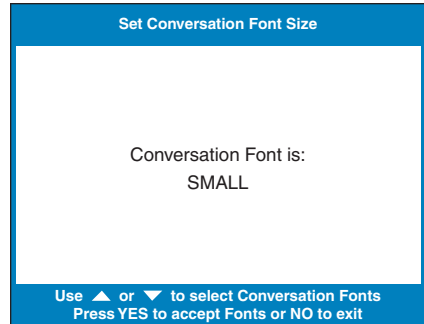 Set Conversation Font Size
Conversation Font is:
SMALL
Use ▲ or ▼ to select Conversation Fonts
Press YES to accept Fonts or NO to exit